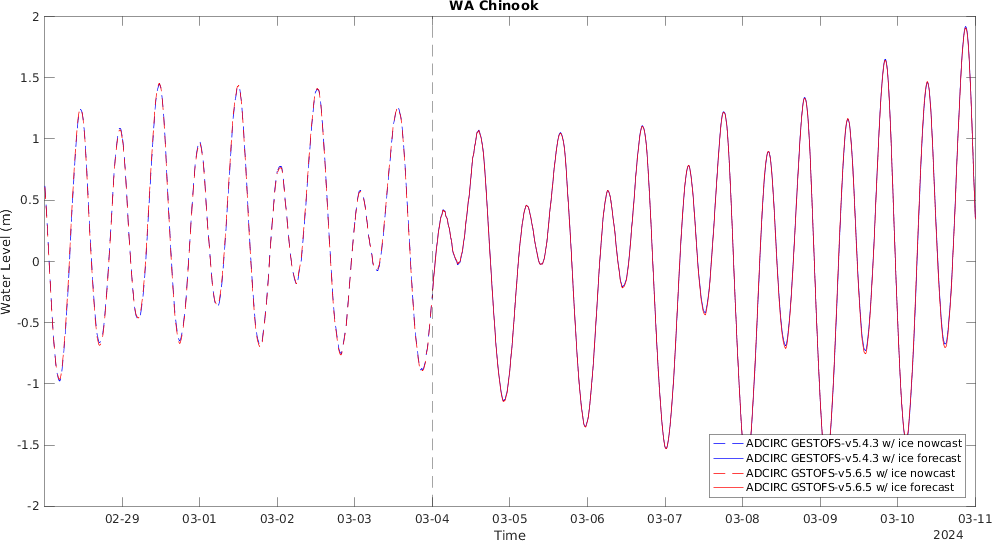 WA Chinook
Water Level (m)
2
1.5
1
0.5
0
-0.5
-1
-1.5
-2
ADCIRC GESTOFS-v5.4.3 w/ ice nowcast
ADCIRC GESTOFS-v5.4.3 w/ ice forecast
ADCIRC GSTOFS-v5.6.5 w/ ice nowcast
ADCIRC GSTOFS-v5.6.5 w/ ice forecast
02-29 03-01 03-02 03-03 03-04 03-05 03-06 03-07 03-08 03-09 03-10 03-11
Time
2024